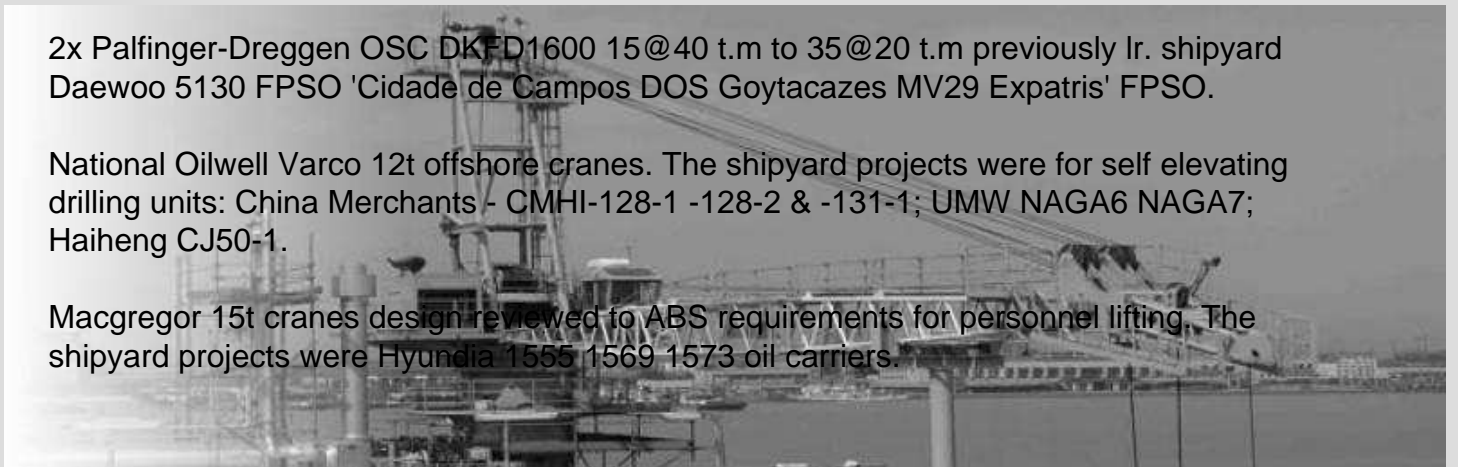 2x Palfinger-Dreggen OSC DKFD1600 15@40 t.m to 35@20 t.m previously lr. shipyard
Daewoo 5130 FPSO 'Cidade de Campos DOS Goytacazes MV29 Expatris' FPSO.
National Oilwell Varco 12t offshore cranes. The shipyard projects were for self elevating
drilling units: China Merchants - CMHI-128-1 -128-2 & -131-1; UMW NAGA6 NAGA7;
Haiheng CJ50-1.
Macgregor 15t cranes design reviewed to ABS requirements for personnel lifting. The
shipyard projects were Hyundia 1555 1569 1573 oil carriers.